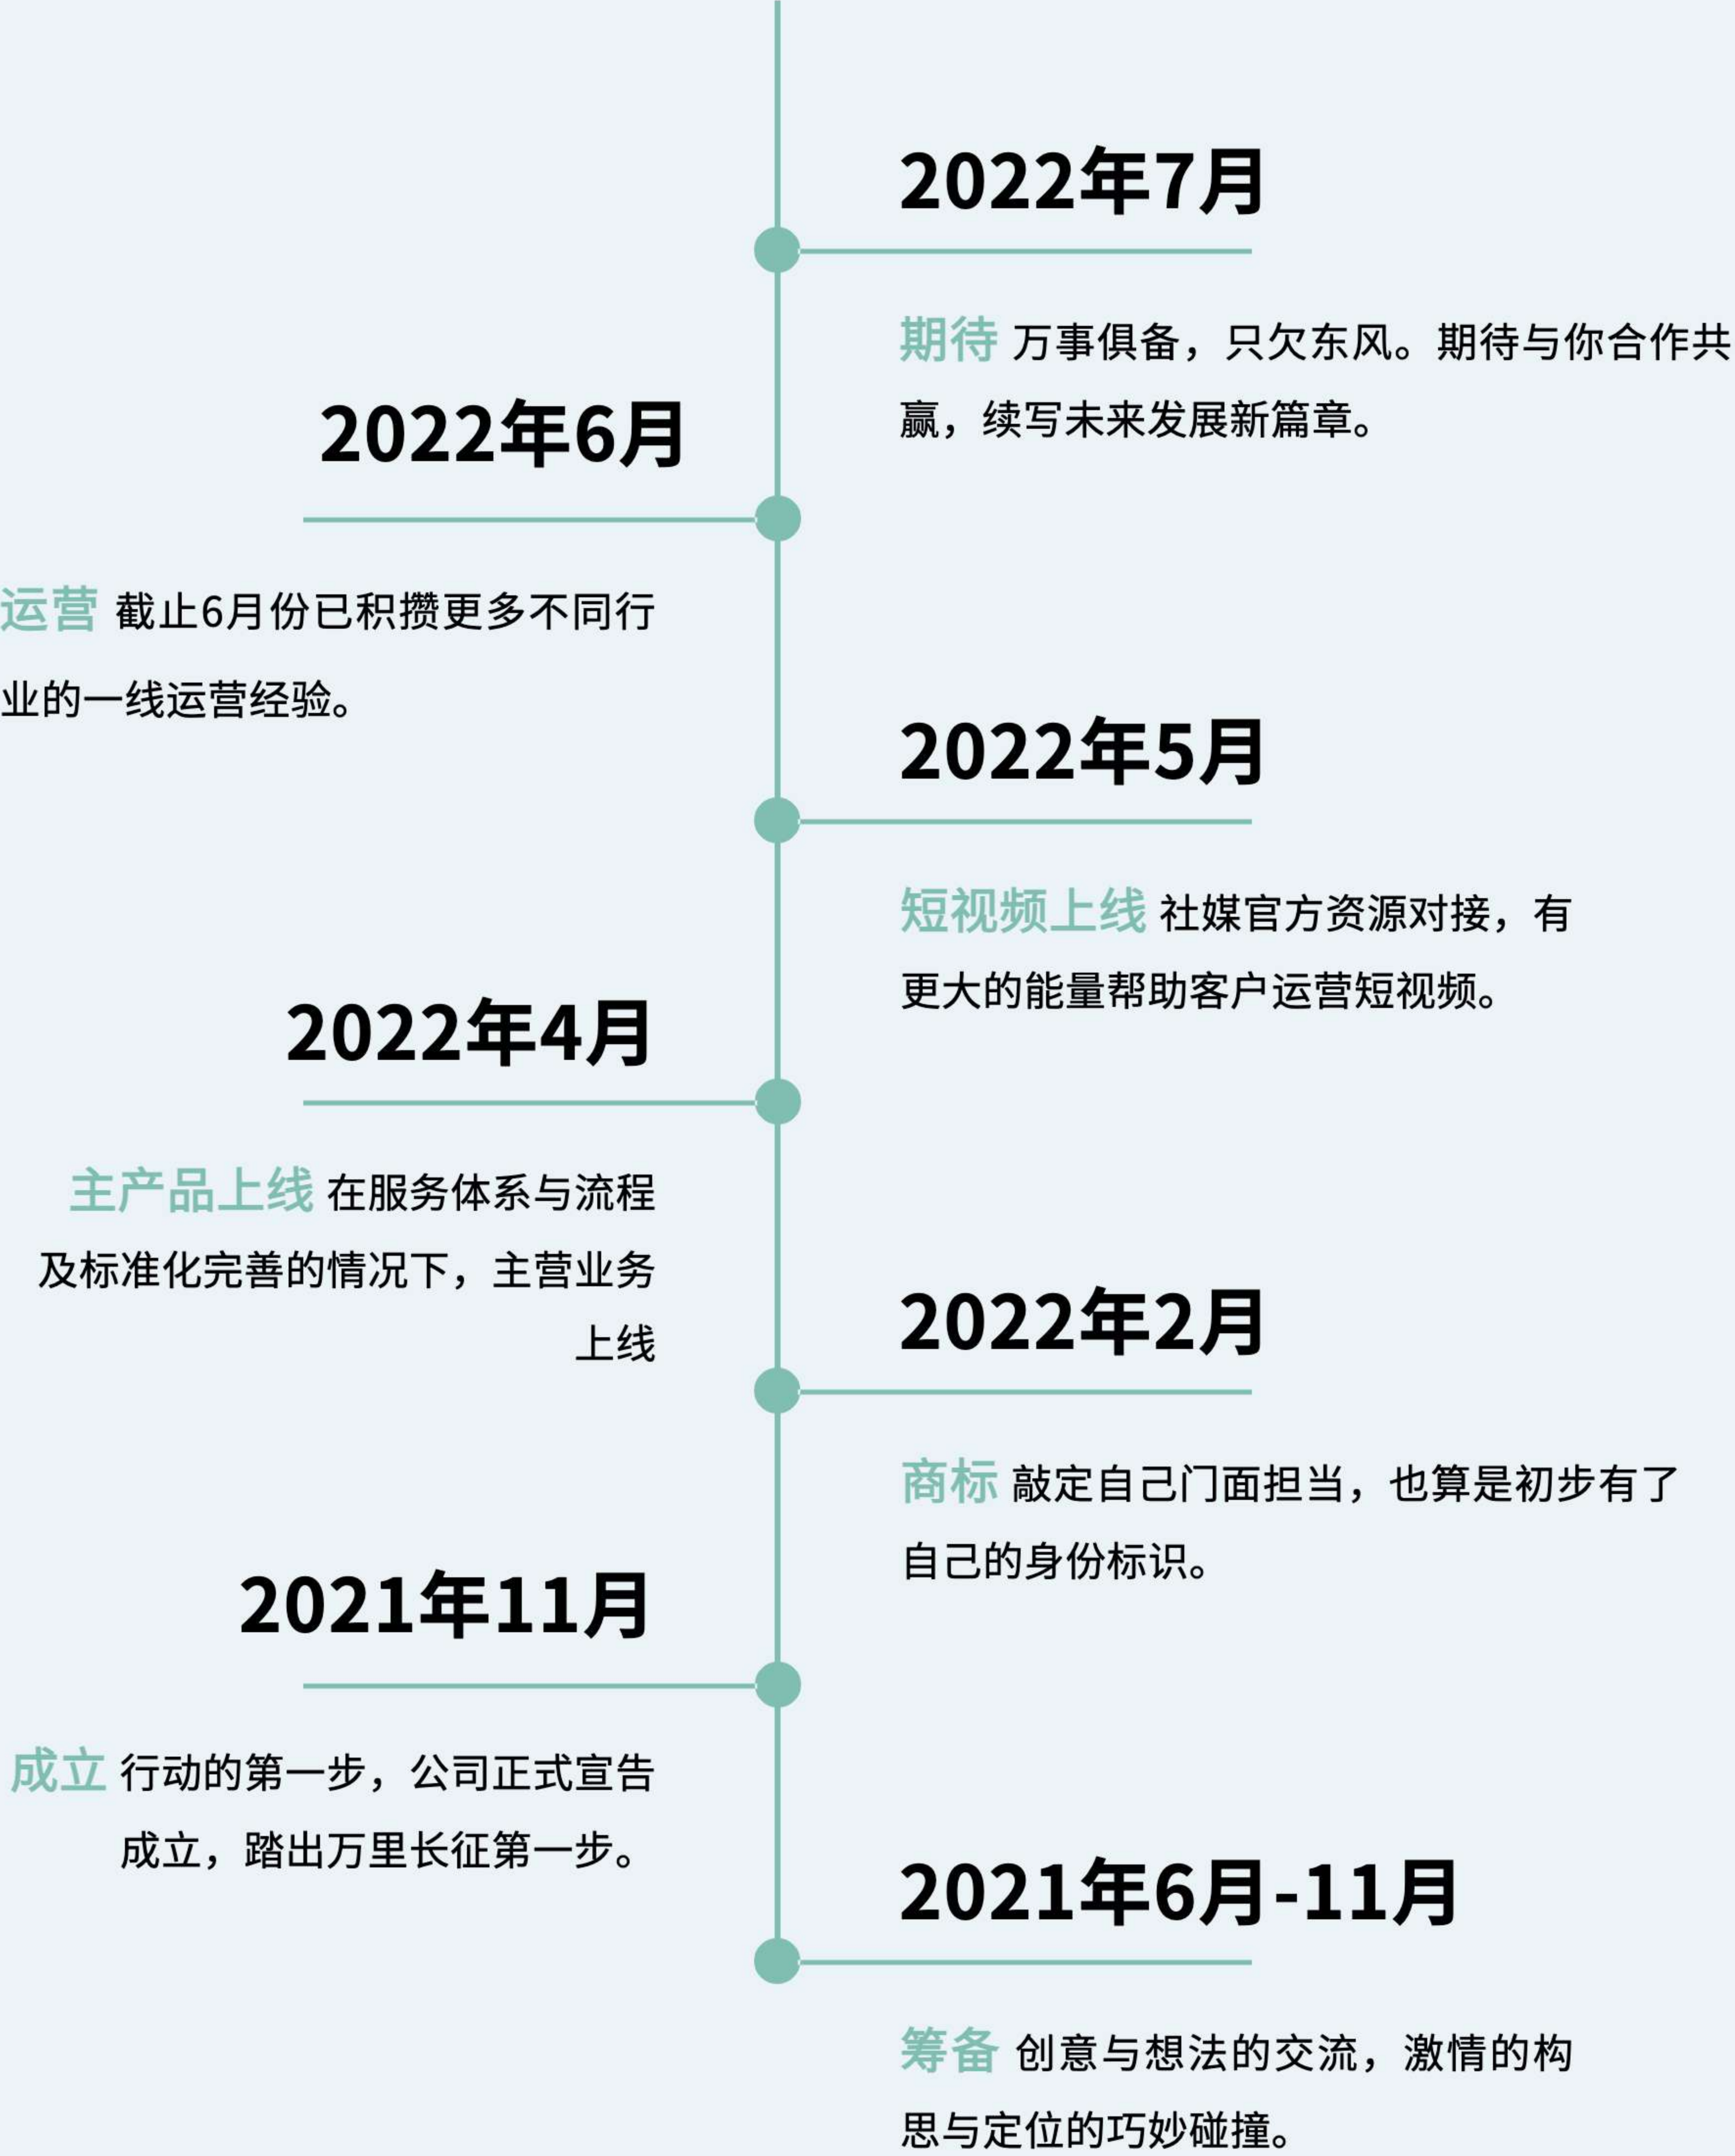 2022年7月
期待 万事俱备，只欠东风。期待与你合作共
赢，续写未来发展新篇章。
2022年6月
运营 截止6月份已积攒更多不同行
业的一线运营经验。
2022年5月
短视频上线 社媒官方资源对接，有
更大的能量帮助客户运营短视频。
2022年4月
主产品上线 在服务体系与流程
及标准化完善的情况下，主营业务
上线
2022年2月
商标 敲定自己门面担当，也算是初步有了
自己的身份标识。
2021年11月
成立 行动的第一步，公司正式宣告
成立，踏出万里长征第一步。
2021年6月-11月
筹备 创意与想法的交流，激情的构
思与定位的巧妙碰撞。